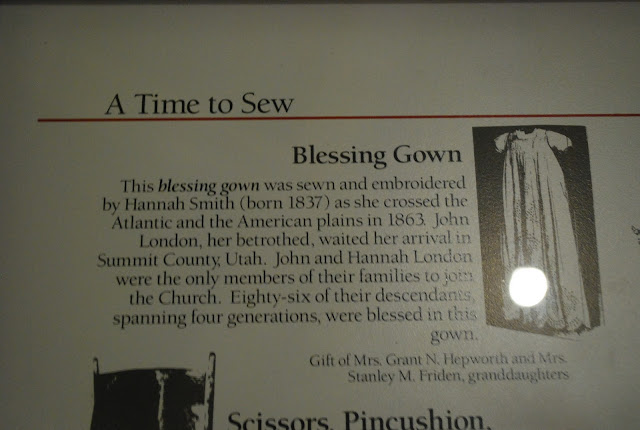 A Time to Sew
Blessing Gown
This blessing gown was sewn and embroidered
by Hannah Smith (born 1837) as she crossed the
Atlantic and the American plains in 1863. John
London, her betrothed, waited her arrival in
Summit County, Utah. John and Hannah London
were the only members of their families to join
the Church. Eighty-six of their descendants,
spanning four generations, were blessed in this
gown.
Gift of Mrs. Grant N. Hepworth and Mrs.
Stanley M. Friden, granddaughters
Scissors, Pincushion,